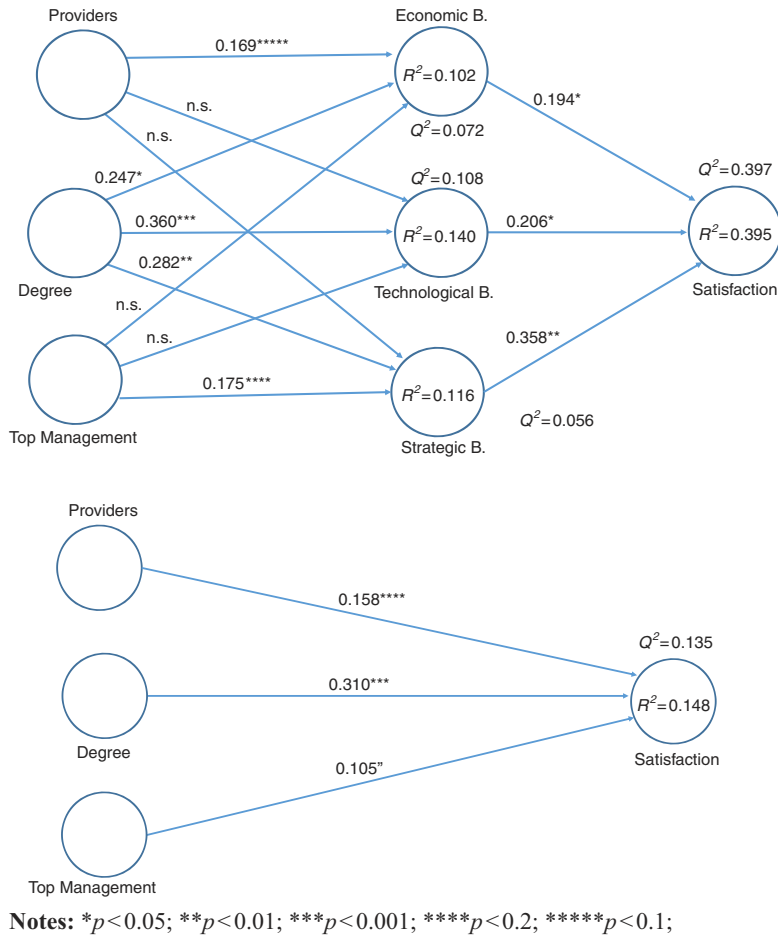 Providers
Economic B.
0.169*****
R²=0.102
n.s.
0.194*
n.s.
Q²=0.072
Q²=0.397
0.247*
Q²=0.108
0.360***
R²=0.140
0.206*
R²=0.395
0.282**
Degree
Technological B.
Satisfaction
n.s.
n.s.
0.358**
0.175****
R²=0.116
Q²=0.056
Top Management
Strategic B.
Providers
0.158****
Q²=0.135
0.310***
R²=0.148
Degree
Satisfaction
0.105”
Top Management
Notes: *p<0.05; **p<0.01; ***p<0.001; ****p<0.2; *****p<0.1;